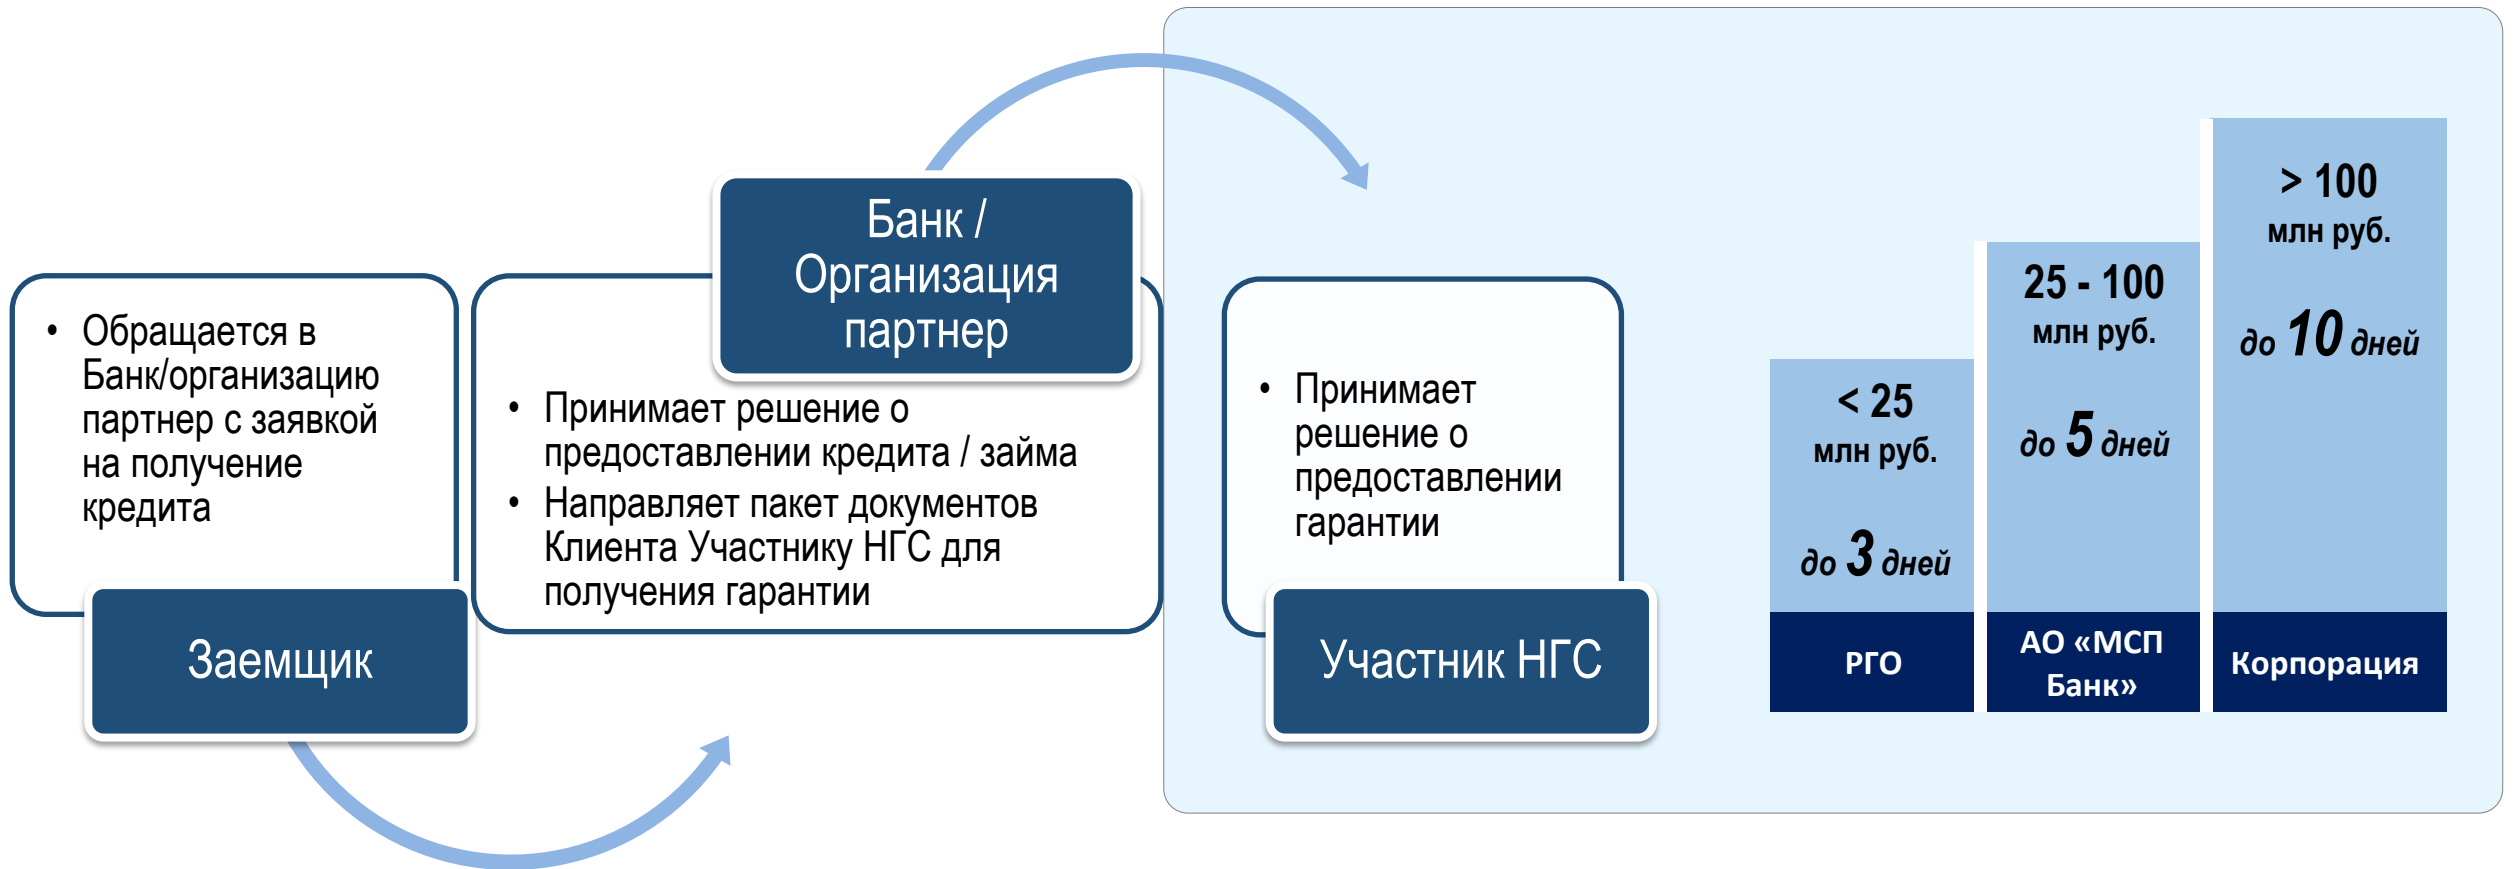 • Обращается в
Банк/организацию
партнер с заявкой
на получение
кредита
Заемщик
Банк /
Организация
партнер
• Принимает решение о
предоставлении кредита / займа
• Направляет пакет документов
Клиента Участнику НГС для
получения гарантии
• Принимает
решение о
предоставлении
гарантии
Участник НГС
< 25
млн руб.
до 3 дней
РГО
25 - 100
млн руб.
до 5 дней
АО «МСП
Банк»
> 100
млн руб.
до 10 дней
Корпорация